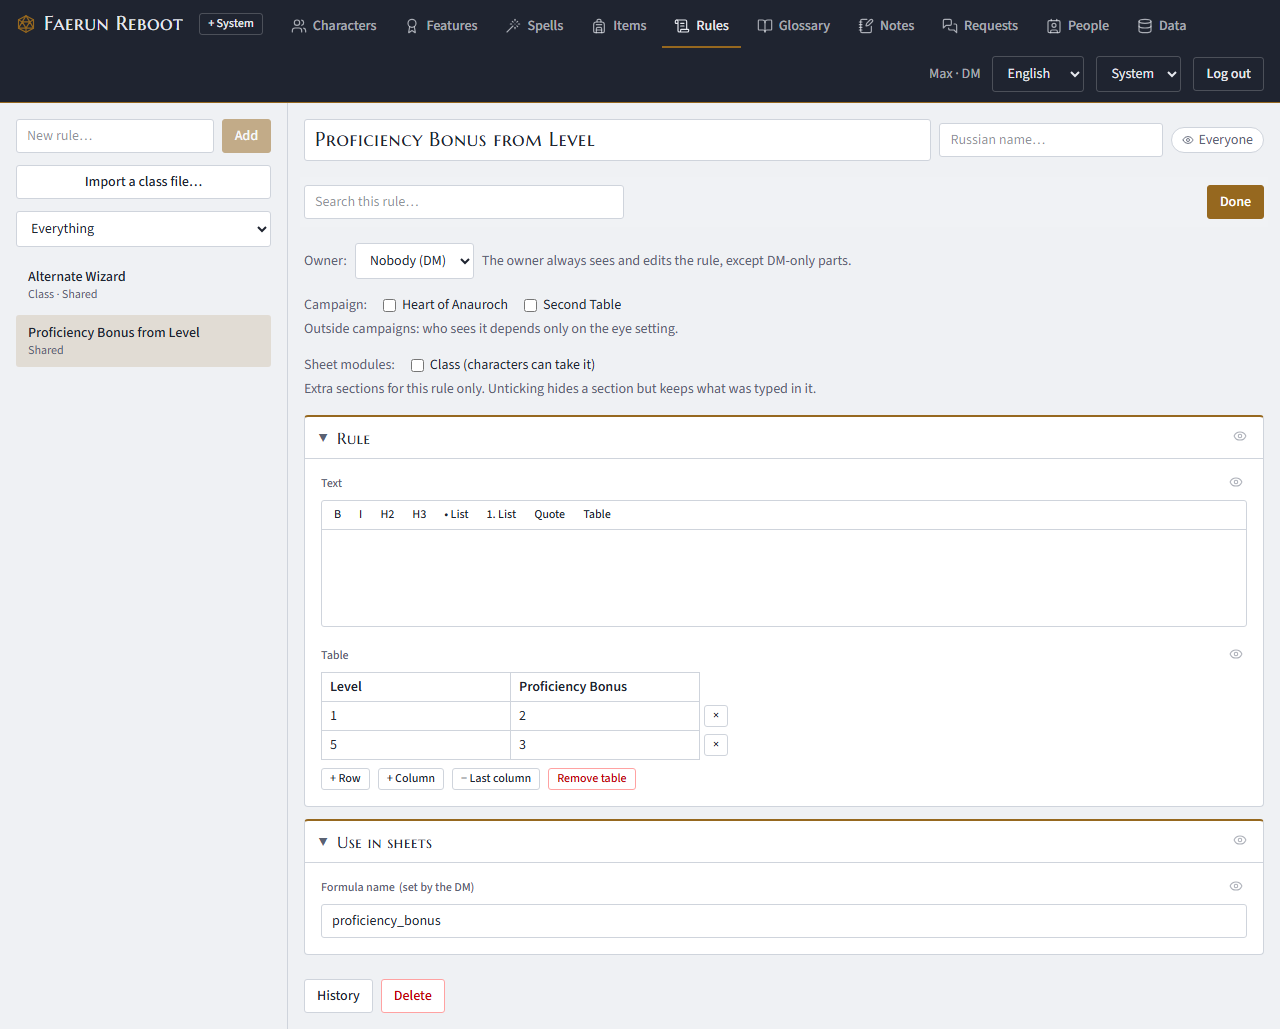 Faerun Reboot
+ System
Characters
Features
Spells
Items
Rules
Glossary
Notes
Requests
People
Data
Max · DM
English
System
Log out
New rule…
Add
Import a class file…
Everything
Alternate Wizard
Class · Shared
Proficiency Bonus from Level
Shared
Proficiency Bonus from Level
Russian name…
Everyone
Search this rule…
Done
Owner:
Nobody (DM)
The owner always sees and edits the rule, except DM-only parts.
Campaign:
Heart of Anauroch
Second Table
Outside campaigns: who sees it depends only on the eye setting.
Sheet modules:
Class (characters can take it)
Extra sections for this rule only. Unticking hides a section but keeps what was typed in it.
▼ Rule
Text
B I H2 H3 • List 1. List Quote Table
Table
Level Proficiency Bonus
1 2 ×
5 3 ×
+ Row + Column − Last column Remove table
▼ Use in sheets
Formula name (set by the DM)
proficiency_bonus
History
Delete